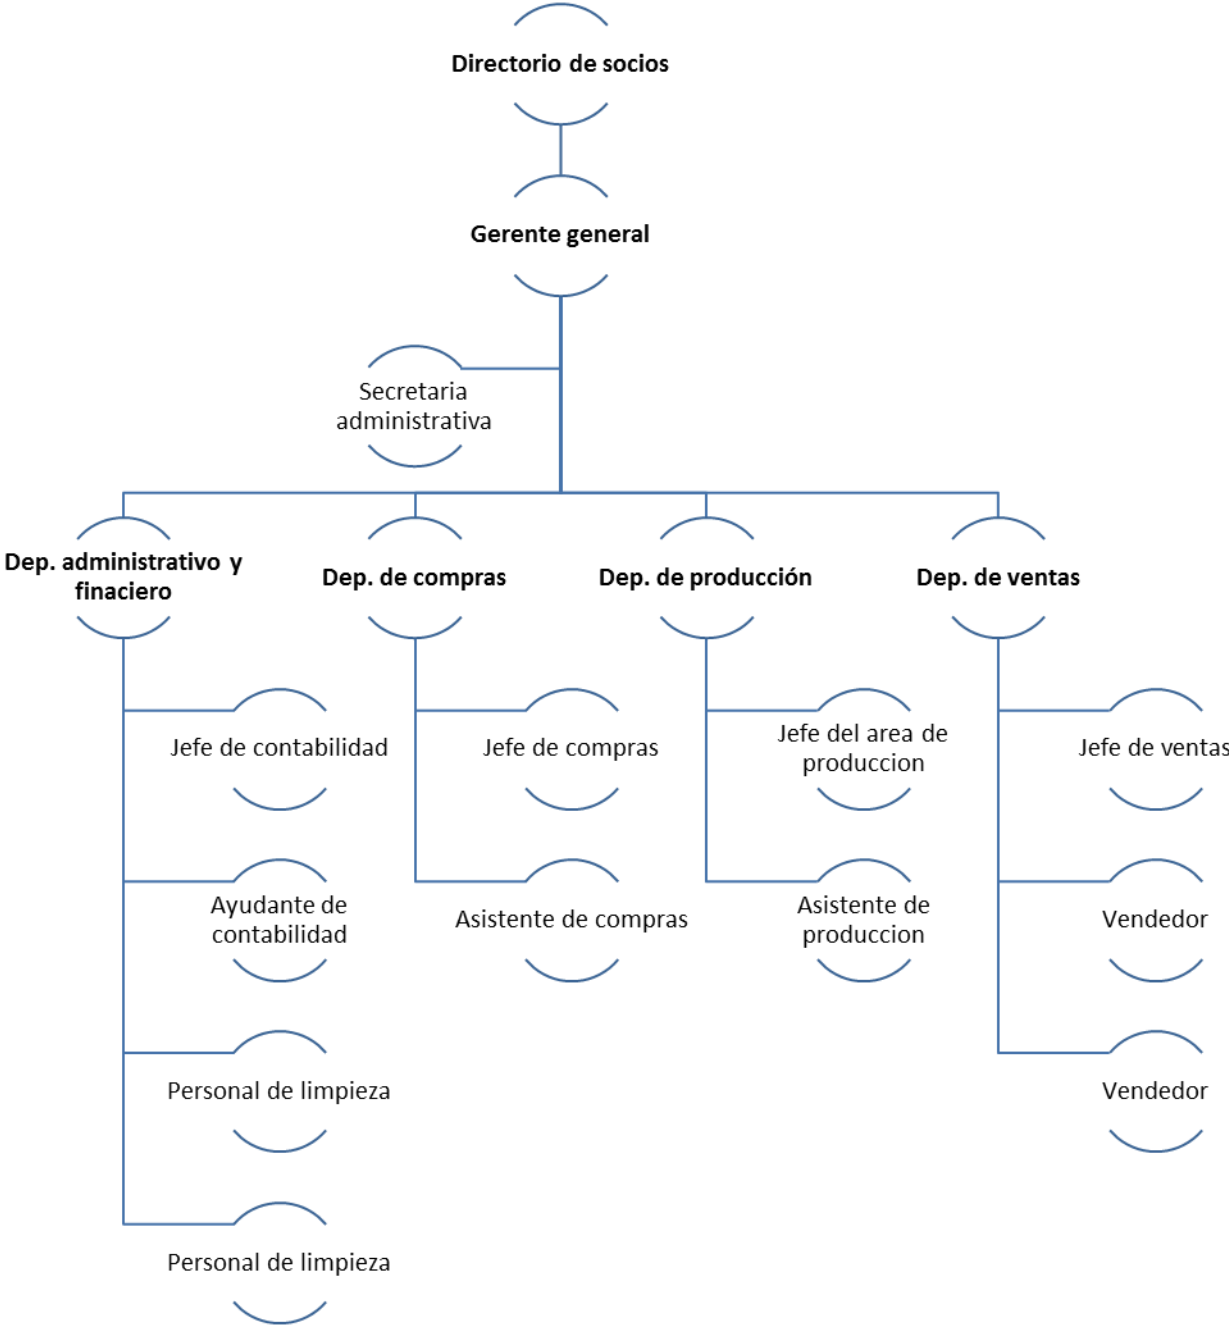 Directorio de socios
Gerente general
Secretaria
administrativa
Dep. administrativo y
finaciero
Dep. de compras
Dep. de producción
Dep. de ventas
Jefe de contabilidad
Jefe de compras
Jefe del area de
produccion
Jefe de ventas
Ayudante de
contabilidad
Asistente de compras
Asistente de
produccion
Vendedor
Personal de limpieza
Vendedor
Personal de limpieza